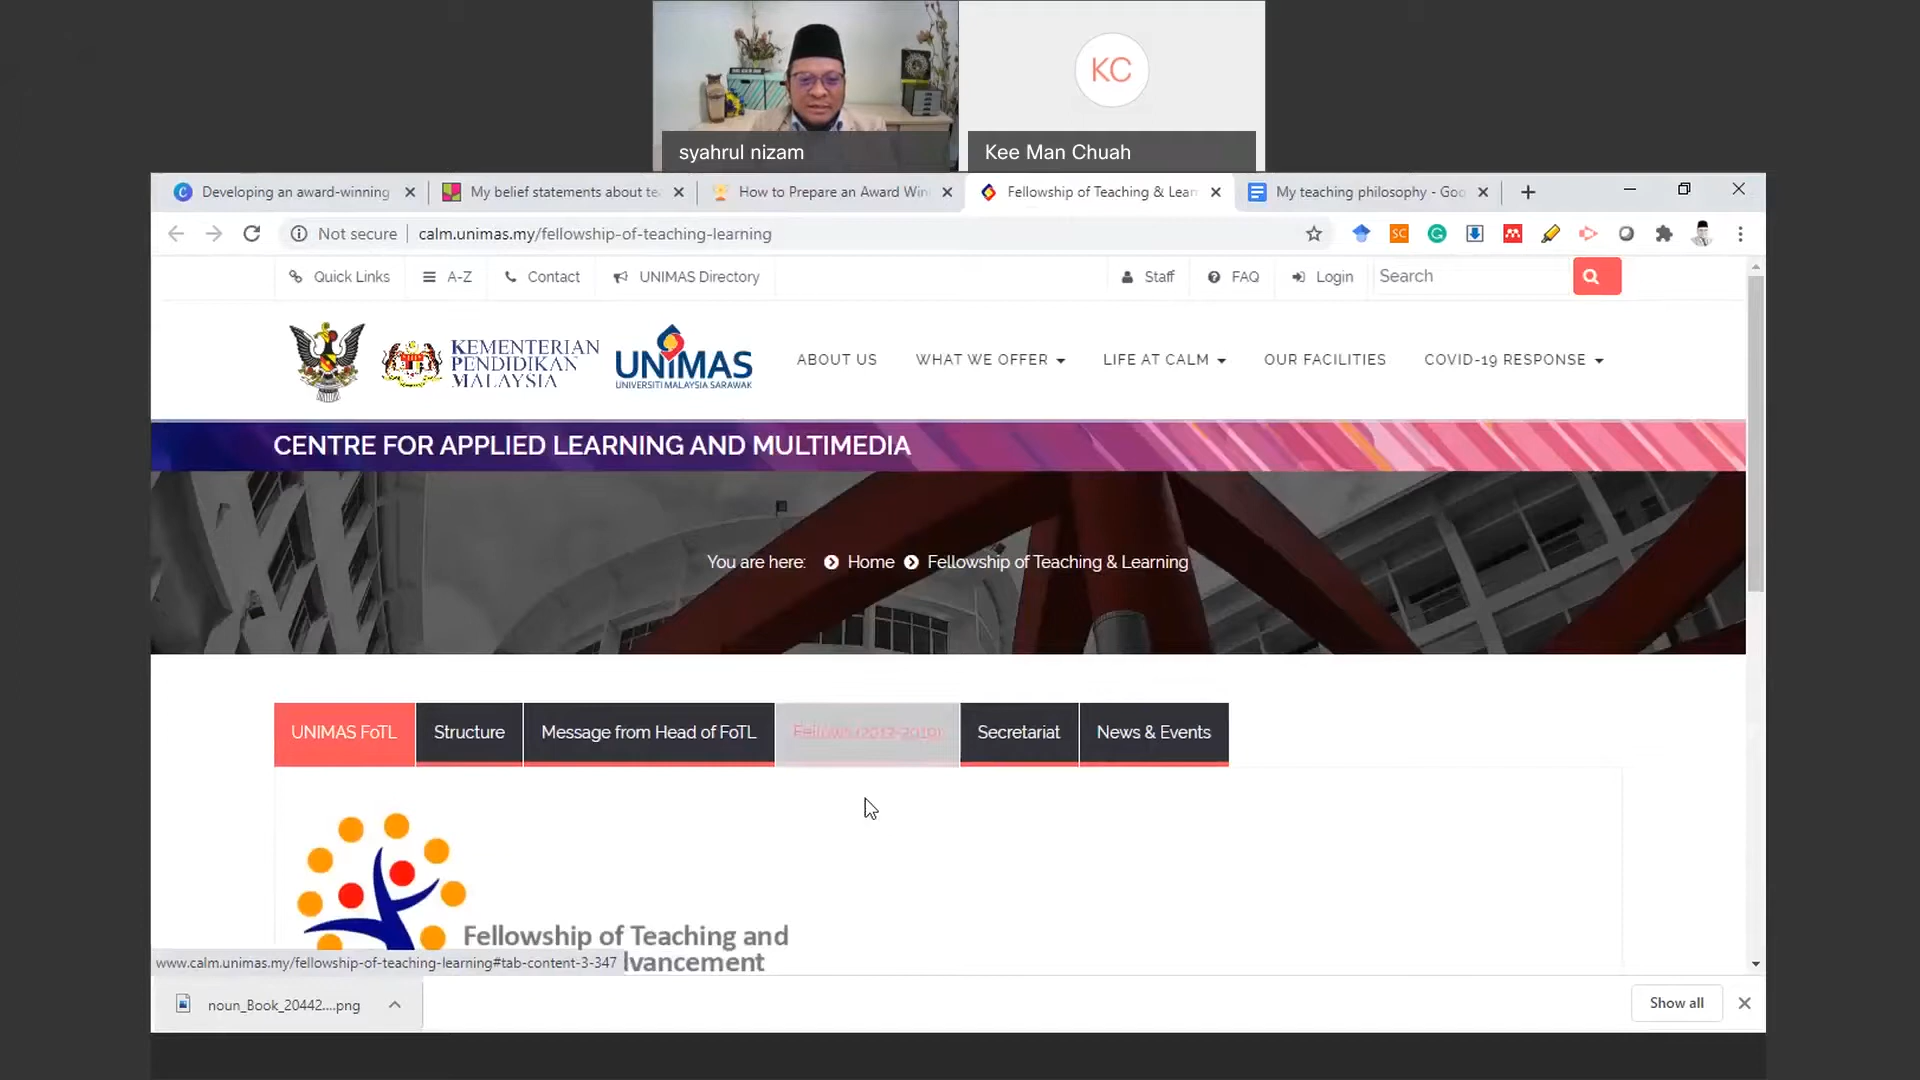 KC
syahrul nizam
Kee Man Chuah
Developing an award-winning
My belief statements about te
How to Prepare an Award Win
Fellowship of Teaching & Lear
My teaching philosophy - Goo
Not secure
calm.unimas.my/fellowship-of-teaching-learning
Quick Links
A-Z
Contact
UNIMAS Directory
Staff
FAQ
Login
Search
KEMENTERIAN
PENDIDIKAN
MALAYSIA
UNIMAS
UNIVERSITI MALAYSIA SARAWAK
ABOUT US
WHAT WE OFFER
LIFE AT CALM
OUR FACILITIES
COVID-19 RESPONSE
CENTRE FOR APPLIED LEARNING AND MULTIMEDIA
You are here: Home Fellowship of Teaching & Learning
UNIMAS FoTL
Structure
Message from Head of FoTL
Fellows (2012-2019)
Secretariat
News & Events
Fellowship of Teaching and
dvancement
www.calm.unimas.my/fellowship-of-teaching-learning#tab-content-3-347
noun_Book_20442....png
Show all